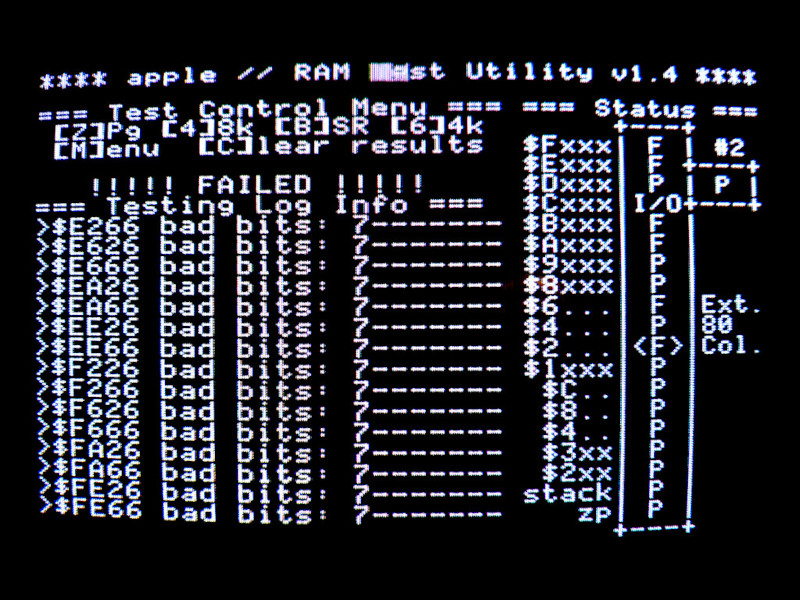 **** apple // RAM Utility v1.4 ****
=== Test Control Menu ===
[Z]Pg [4]8k [B]SR [6]4k
[M]enu [C]lear results
!!!!! FAILED !!!!!
=== Testing Log Info ===
>$E266 bad bits: 7-------
>$E626 bad bits: 7-------
>$E666 bad bits: 7-------
>$EA26 bad bits: 7-------
>$EA66 bad bits: 7-------
>$EE26 bad bits: 7-------
>$EE66 bad bits: 7-------
>$F226 bad bits: 7-------
>$F266 bad bits: 7-------
>$F626 bad bits: 7-------
>$F666 bad bits: 7-------
>$FA26 bad bits: 7-------
>$FA66 bad bits: 7-------
>$FE26 bad bits: 7-------
>$FE66 bad bits: 7-------
=== Status ===
+----+
$Fxxx| F | #2
$Exxx| F +---+
$Dxxx| P | P |
$Cxxx| I/O+---+
$Bxxx| F |
$Axxx| F |
$9xxx| P |
$8xxx| P |
$6...| F | Ext.
$4...| P | 80
$2...|<F>| Col.
$1xxx| P |
$C..| P |
$8..| P |
$4..| P |
$3xx| P |
$2xx| P |
stack| P |
zp| P |
+----+